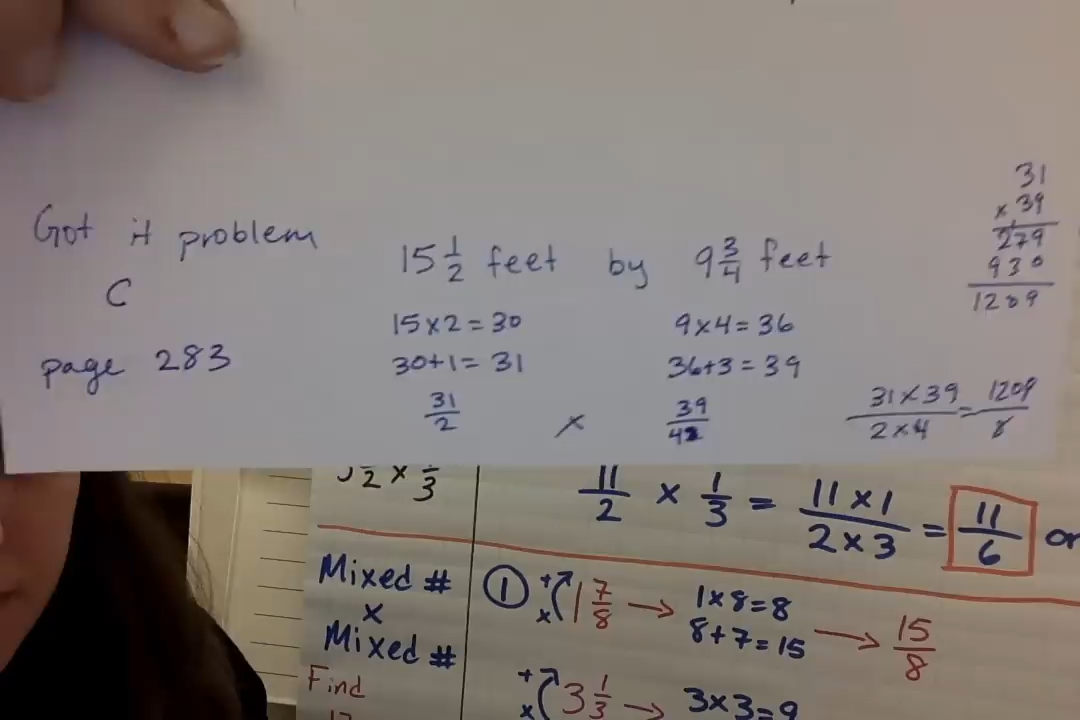 Got it problem
C
page 283
15 1/2 feet by 9 3/4 feet
15×2=30
30+1=31
31/2
×
9×4=36
36+3=39
39/4
31
×39
279
930
1209
31×39/2×4=1209/8
11/2 × 1/3 = 11×1/2×3 = 11/6 or
Mixed #
x
Mixed #
Find
1 +× 1 7/8 → 1×8=8
8+7=15 → 15/8
+× 3 1/3 → 3×3=9